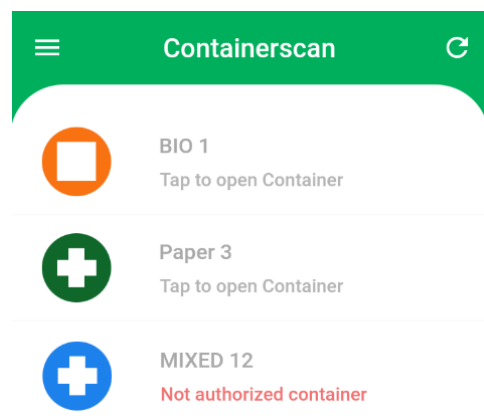 Containerscan
BIO 1
Tap to open Container
Paper 3
Tap to open Container
MIXED 12
Not authorized container